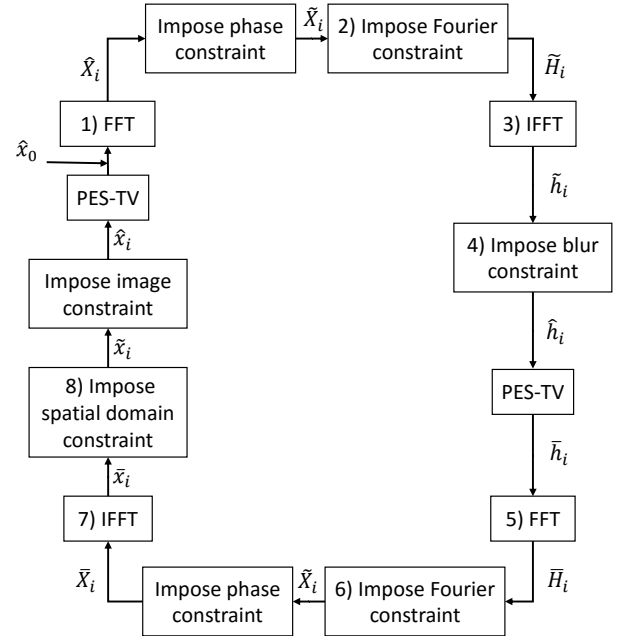 Impose phase
constraint
X̃ᵢ
2) Impose Fourier
constraint
H̃ᵢ
3) IFFT
h̃ᵢ
4) Impose blur
constraint
ĥᵢ
PES-TV
h̄ᵢ
5) FFT
H̄ᵢ
6) Impose Fourier
constraint
X̃ᵢ
Impose phase
constraint
X̄ᵢ
7) IFFT
x̄ᵢ
8) Impose
spatial domain
constraint
x̃ᵢ
Impose image
constraint
x̂ᵢ
PES-TV
x̂₀
1) FFT
X̂ᵢ